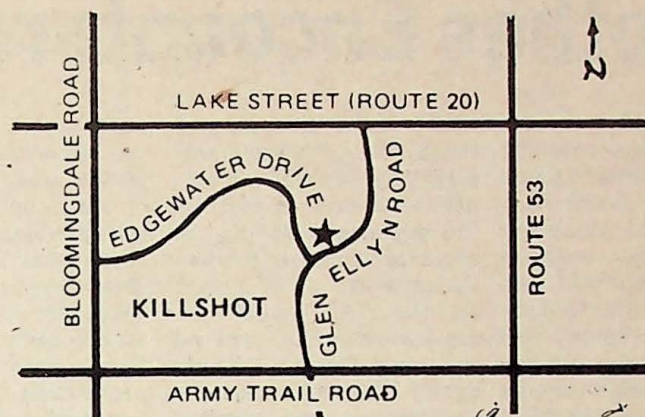 N
LAKE STREET (ROUTE 20)
BLOOMINGDALE ROAD
EDGEWATER DRIVE
GLEN ELLYN ROAD
ROUTE 53
KILLSHOT
ARMY TRAIL ROAD